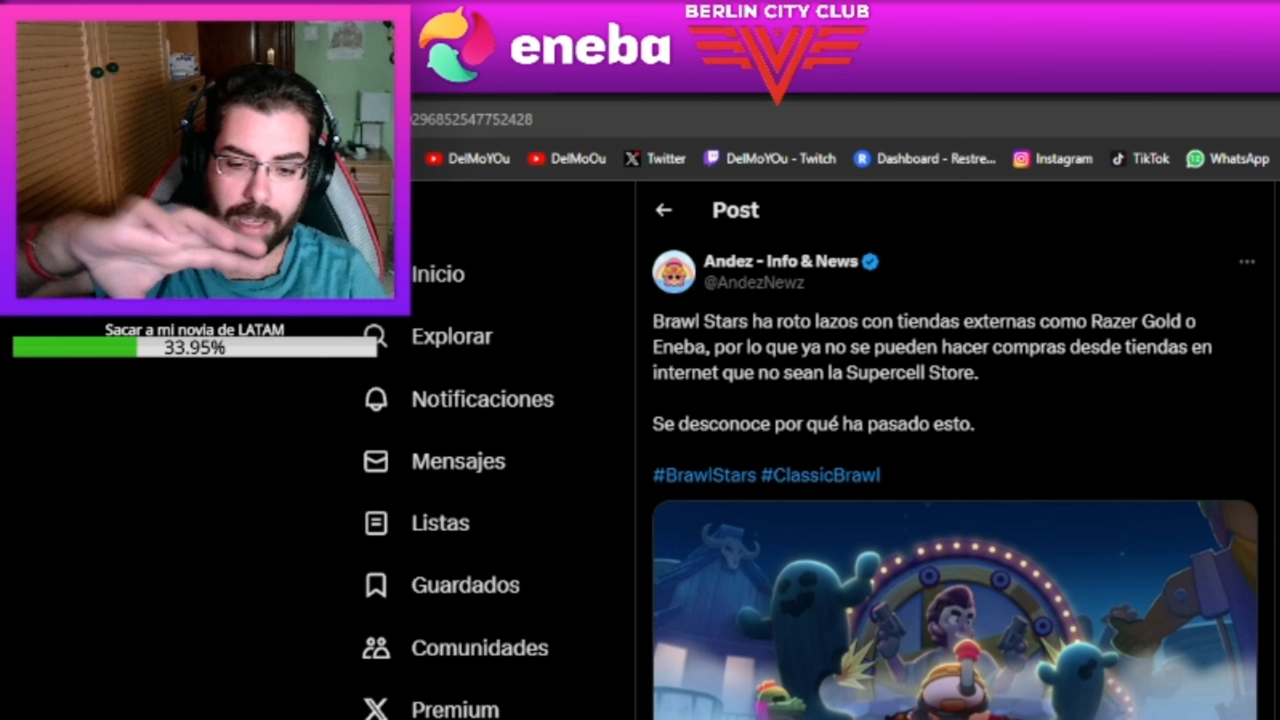 BERLIN CITY CLUB
eneba
296852547752428
DelMoYOu
DelMoOu
Twitter
DelMoYOu - Twitch
Dashboard - Restre...
Instagram
TikTok
WhatsApp
Post
Andez - Info & News
@AndezNewz
Inicio
Explorar
Notificaciones
Mensajes
Listas
Guardados
Comunidades
Premium
Sacar a mi novia de LATAM
33.95%
Brawl Stars ha roto lazos con tiendas externas como Razer Gold o
Eneba, por lo que ya no se pueden hacer compras desde tiendas en
internet que no sean la Supercell Store.
Se desconoce por qué ha pasado esto.
#BrawlStars #ClassicBrawl